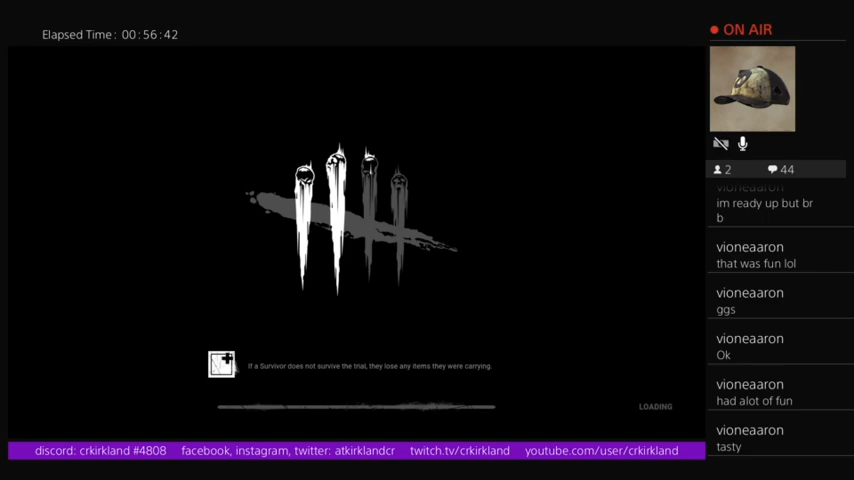 Elapsed Time: 00:56:42
ON AIR
2 44
vioneaaron
im ready up but br
b
vioneaaron
that was fun lol
vioneaaron
ggs
vioneaaron
Ok
vioneaaron
had alot of fun
vioneaaron
tasty
If a Survivor does not survive the trial, they lose any items they were carrying.
LOADING
discord: crkirkland #4808 facebook, instagram, twitter: atkirklandcr twitch.tv/crkirkland youtube.com/user/crkirkland